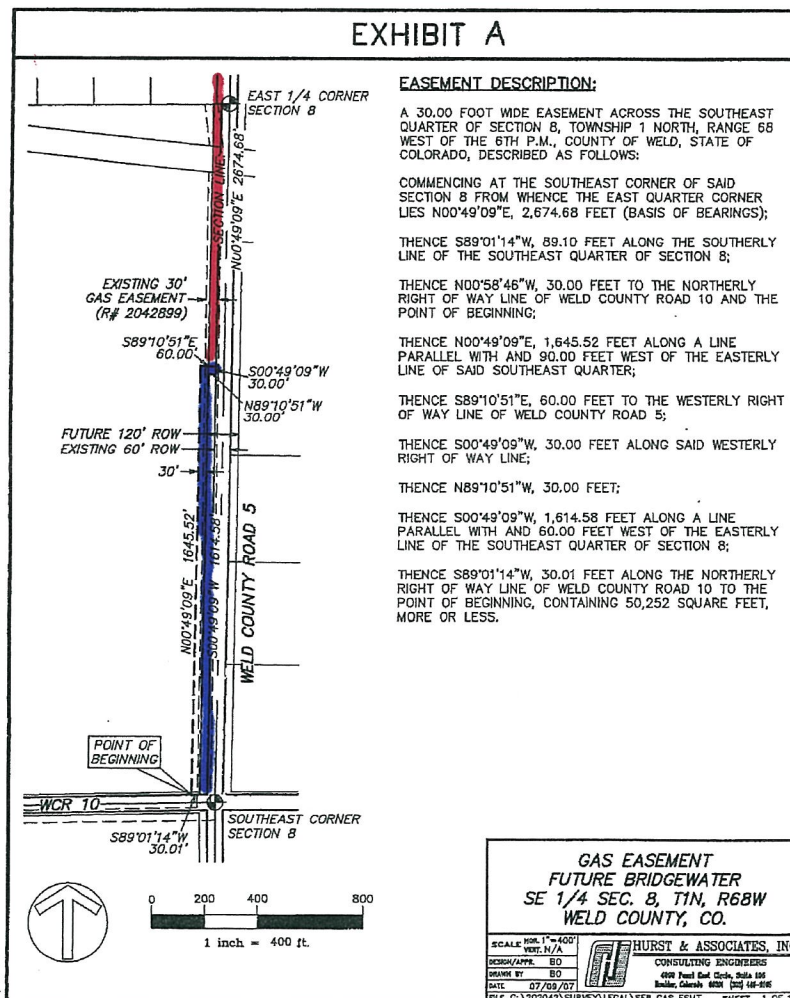 EXHIBIT A
EAST 1/4 CORNER
SECTION 8
SECTION LINE
N00°49'09"E 2674.68'
EXISTING 30'
GAS EASEMENT
(R# 2042899)
S89°10'51"E
60.00'
S00°49'09"W
30.00'
N89°10'51"W
30.00'
FUTURE 120' ROW
EXISTING 60' ROW
30'
N00°49'09"E 1645.52'
S00°49'09"W 1614.58'
WELD COUNTY ROAD 5
POINT OF
BEGINNING
WCR 10
S89°01'14"W
30.01'
SOUTHEAST CORNER
SECTION 8
0 200 400 800
1 inch = 400 ft.
EASEMENT DESCRIPTION:
A 30.00 FOOT WIDE EASEMENT ACROSS THE SOUTHEAST
QUARTER OF SECTION 8, TOWNSHIP 1 NORTH, RANGE 68
WEST OF THE 6TH P.M., COUNTY OF WELD, STATE OF
COLORADO, DESCRIBED AS FOLLOWS:
COMMENCING AT THE SOUTHEAST CORNER OF SAID
SECTION 8 FROM WHENCE THE EAST QUARTER CORNER
LIES N00°49'09"E, 2,674.68 FEET (BASIS OF BEARINGS);
THENCE S89°01'14"W, 89.10 FEET ALONG THE SOUTHERLY
LINE OF THE SOUTHEAST QUARTER OF SECTION 8;
THENCE N00°58'46"W, 30.00 FEET TO THE NORTHERLY
RIGHT OF WAY LINE OF WELD COUNTY ROAD 10 AND THE
POINT OF BEGINNING;
THENCE N00°49'09"E, 1,645.52 FEET ALONG A LINE
PARALLEL WITH AND 90.00 FEET WEST OF THE EASTERLY
LINE OF SAID SOUTHEAST QUARTER;
THENCE S89°10'51"E, 60.00 FEET TO THE WESTERLY RIGHT
OF WAY LINE OF WELD COUNTY ROAD 5;
THENCE S00°49'09"W, 30.00 FEET ALONG SAID WESTERLY
RIGHT OF WAY LINE;
THENCE N89°10'51"W, 30.00 FEET;
THENCE S00°49'09"W, 1,614.58 FEET ALONG A LINE
PARALLEL WITH AND 60.00 FEET WEST OF THE EASTERLY
LINE OF THE SOUTHEAST QUARTER OF SECTION 8;
THENCE S89°01'14"W, 30.01 FEET ALONG THE NORTHERLY
RIGHT OF WAY LINE OF WELD COUNTY ROAD 10 TO THE
POINT OF BEGINNING, CONTAINING 50,252 SQUARE FEET,
MORE OR LESS.
GAS EASEMENT
FUTURE BRIDGEWATER
SE 1/4 SEC. 8, T1N, R68W
WELD COUNTY, CO.
SCALE HOR. 1"=400'
VERT. N/A
DESIGN/APPR. BO
DRAWN BY BO
DATE 07/09/07
HURST & ASSOCIATES, IN
CONSULTING ENGINEERS